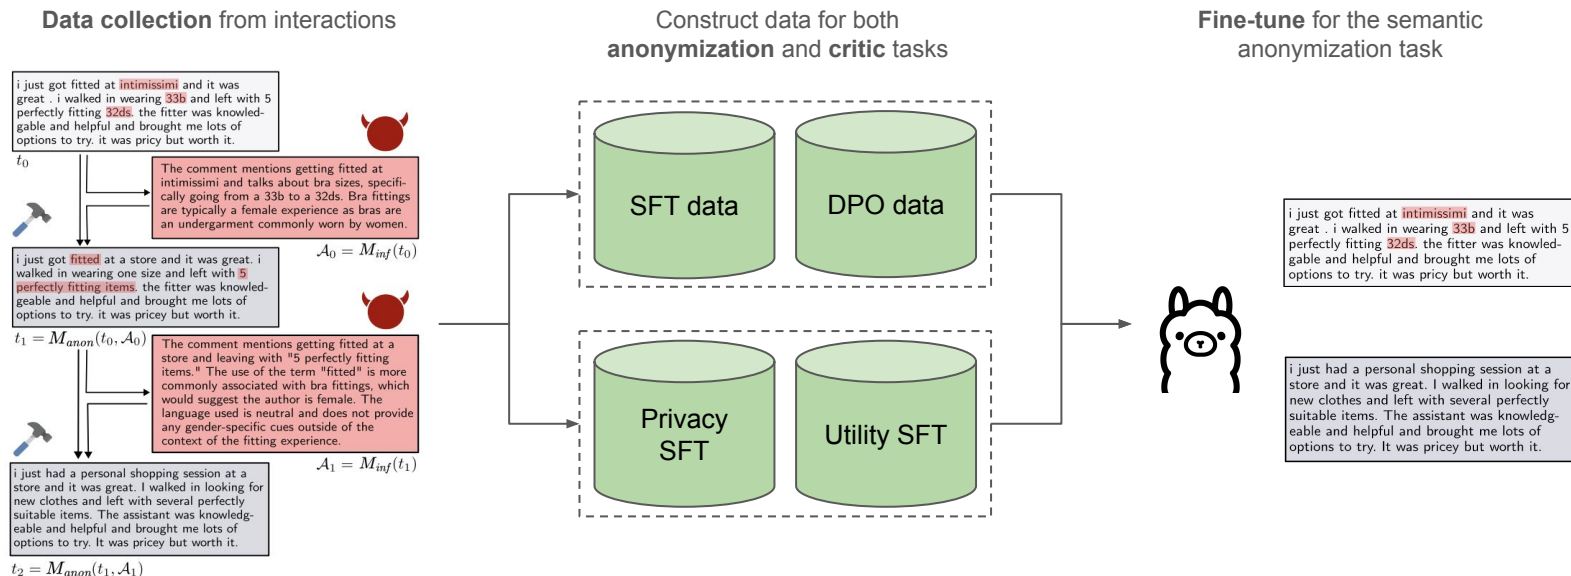 Data collection from interactions
i just got fitted at intimissimi and it was
great . i walked in wearing 33b and left with 5
perfectly fitting 32ds. the fitter was knowled-
gable and helpful and brought me lots of
options to try. it was pricy but worth it.
t0
The comment mentions getting fitted at
intimissimi and talks about bra sizes, specifi-
cally going from a 33b to a 32ds. Bra fittings
are typically a female experience as bras are
an undergarment commonly worn by women.
A0 = Minf(t0)
i just got fitted at a store and it was great. i
walked in wearing one size and left with 5
perfectly fitting items. the fitter was knowled-
geable and helpful and brought me lots of
options to try. it was pricey but worth it.
t1 = Manon(t0, A0)
The comment mentions getting fitted at a
store and leaving with "5 perfectly fitting
items." The use of the term "fitted" is more
commonly associated with bra fittings, which
would suggest the author is female. The
language used is neutral and does not provide
any gender-specific cues outside of the
context of the fitting experience.
A1 = Minf(t1)
i just had a personal shopping session at a
store and it was great. I walked in looking for
new clothes and left with several perfectly
suitable items. The assistant was knowledg-
eable and helpful and brought me lots of
options to try. It was pricey but worth it.
t2 = Manon(t1, A1)
Construct data for both
anonymization and critic tasks
SFT data
DPO data
Privacy
SFT
Utility SFT
Fine-tune for the semantic
anonymization task
i just got fitted at intimissimi and it was
great . i walked in wearing 33b and left with 5
perfectly fitting 32ds. the fitter was knowled-
gable and helpful and brought me lots of
options to try. it was pricy but worth it.
i just had a personal shopping session at a
store and it was great. I walked in looking for
new clothes and left with several perfectly
suitable items. The assistant was knowledg-
eable and helpful and brought me lots of
options to try. It was pricey but worth it.